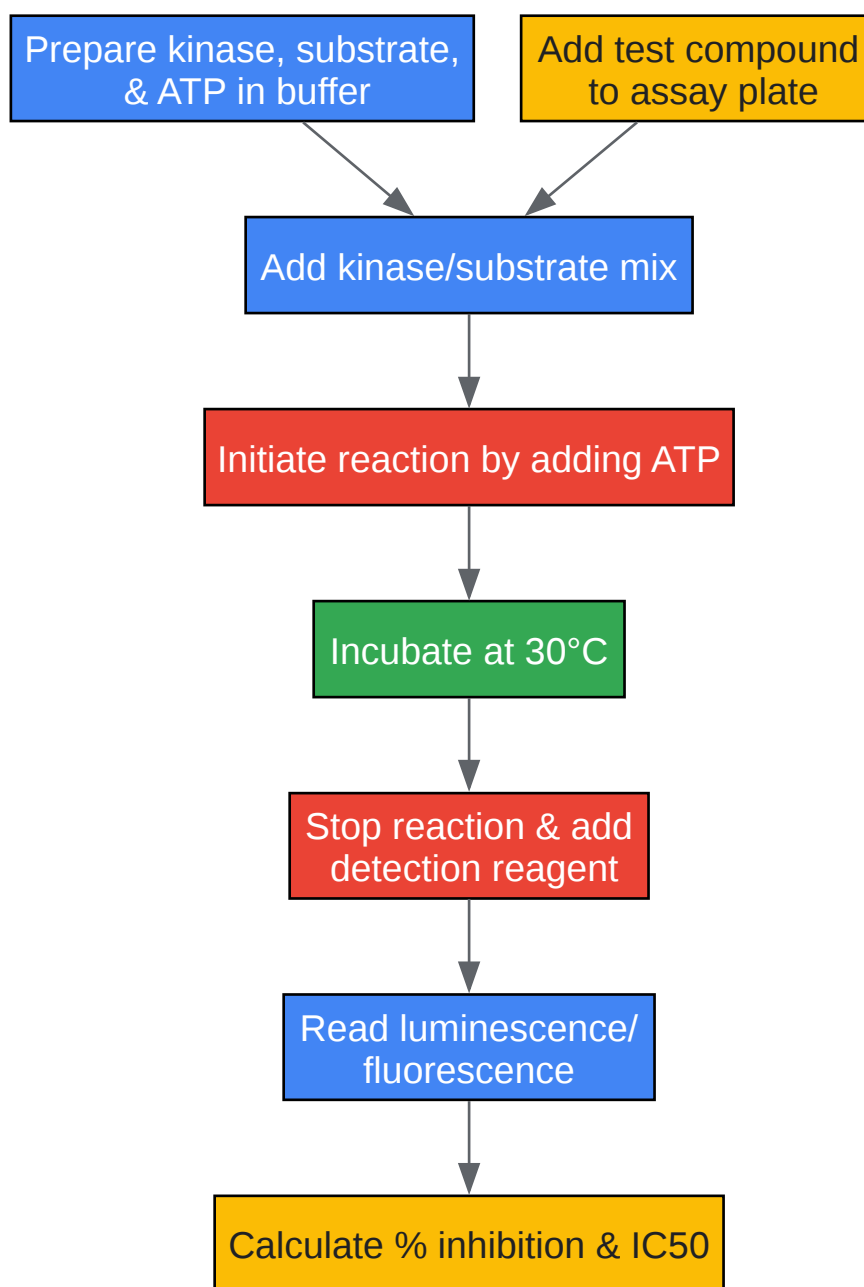 Prepare kinase, substrate,
& ATP in buffer
Add test compound
to assay plate
Add kinase/substrate mix
Initiate reaction by adding ATP
Incubate at 30°C
Stop reaction & add
detection reagent
Read luminescence/
fluorescence
Calculate % inhibition & IC50